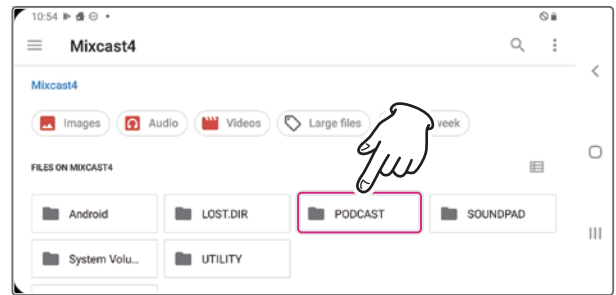 10:54
Mixcast4
Mixcast4
Images Audio Videos Large files week
FILES ON MIXCAST4
Android LOST.DIR PODCAST SOUNDPAD
System Volu... UTILITY